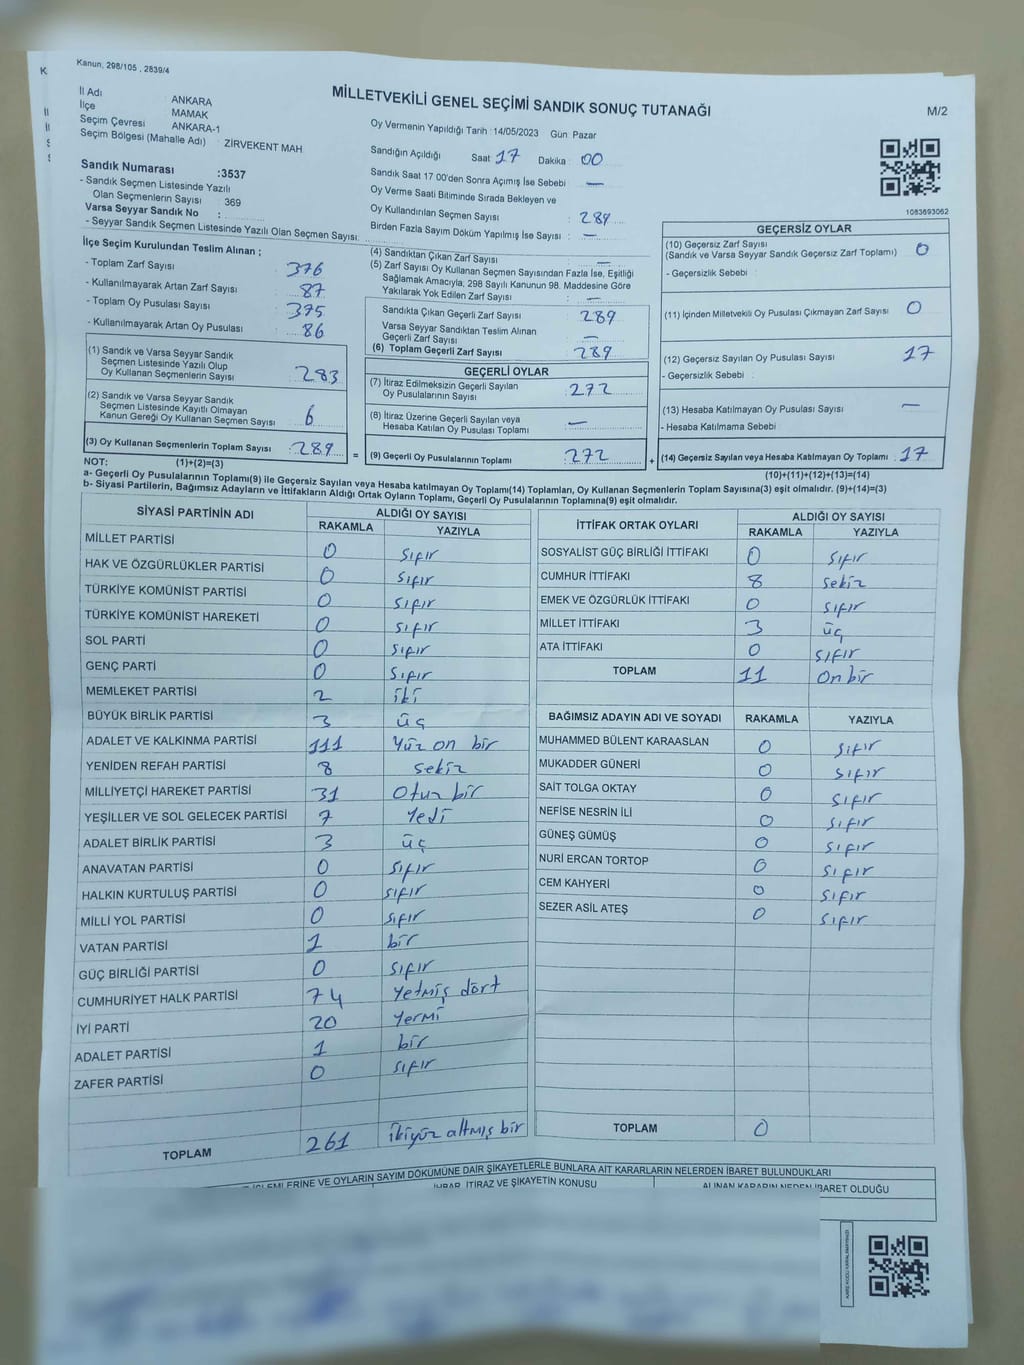 Kanun, 298/105 , 2839/4
MİLLETVEKİLİ GENEL SEÇİMİ SANDIK SONUÇ TUTANAĞI
M/2
İl Adı ANKARA
İlçe MAMAK
Seçim Çevresi ANKARA-1
Seçim Bölgesi (Mahalle Adı) : ZİRVEKENT MAH.
Sandık Numarası :3537
- Sandık Seçmen Listesinde Yazılı
Olan Seçmenlerin Sayısı : 369
Varsa Seyyar Sandık No :
- Seyyar Sandık Seçmen Listesinde Yazılı Olan Seçmen Sayısı:
Oy Vermenin Yapıldığı Tarih :14/05/2023 Gün Pazar
Sandığın Açıldığı Saat 17 Dakika 00
Sandık Saat 17 00'den Sonra Açımış İse Sebebi : —
Oy Verme Saati Bitiminde Sırada Bekleyen ve
Oy Kullandırılan Seçmen Sayısı : 289
Birden Fazla Sayım Döküm Yapılmış İse Sayısı : —
1083693062
İlçe Seçim Kurulundan Teslim Alınan ;
- Toplam Zarf Sayısı : 376
- Kullanılmayarak Artan Zarf Sayısı : 87
- Toplam Oy Pusulası Sayısı : 375
- Kullanılmayarak Artan Oy Pusulası : 86
(1) Sandık ve Varsa Seyyar Sandık
Seçmen Listesinde Yazılı Olup
Oy Kullanan Seçmenlerin Sayısı : 283
(2) Sandık ve Varsa Seyyar Sandık
Seçmen Listesinde Kayıtlı Olmayan
Kanun Gereği Oy Kullanan Seçmen Sayısı : 6
(3) Oy Kullanan Seçmenlerin Toplam Sayısı : 289
(4) Sandıktan Çıkan Zarf Sayısı : —
(5) Zarf Sayısı Oy Kullanan Seçmen Sayısından Fazla İse, Eşitliği
Sağlamak Amacıyla, 298 Sayılı Kanunun 98. Maddesine Göre
Yakılarak Yok Edilen Zarf Sayısı : —
Sandıkta Çıkan Geçerli Zarf Sayısı : 289
Varsa Seyyar Sandıktan Teslim Alınan
Geçerli Zarf Sayısı : —
(6) Toplam Geçerli Zarf Sayısı : 289
GEÇERLİ OYLAR
(7) İtiraz Edilmeksizin Geçerli Sayılan
Oy Pusulalarının Sayısı : 272
(8) İtiraz Üzerine Geçerli Sayılan veya
Hesaba Katılan Oy Pusulası Toplamı : —
= (9) Geçerli Oy Pusulalarının Toplamı : 272 +
GEÇERSİZ OYLAR
(10) Geçersiz Zarf Sayısı
(Sandık ve Varsa Seyyar Sandık Geçersiz Zarf Toplamı) : 0
- Geçersizlik Sebebi :
(11) İçinden Milletvekili Oy Pusulası Çıkmayan Zarf Sayısı : 0
(12) Geçersiz Sayılan Oy Pusulası Sayısı : 17
- Geçersizlik Sebebi :
(13) Hesaba Katılmayan Oy Pusulası Sayısı : —
- Hesaba Katılmama Sebebi :
(14) Geçersiz Sayılan veya Hesaba Katılmayan Oy Toplamı : 17
NOT: (1)+(2)=(3)
(10)+(11)+(12)+(13)=(14)
a- Geçerli Oy Pusulalarının Toplamı(9) ile Geçersiz Sayılan veya Hesaba katılmayan Oy Toplamı(14) Toplamları, Oy Kullanan Seçmenlerin Toplam Sayısına(3) eşit olmalıdır. (9)+(14)=(3)
b- Siyasi Partilerin, Bağımsız Adayların ve İttifakların Aldığı Ortak Oyların Toplamı, Geçerli Oy Pusulalarının Toplamına(9) eşit olmalıdır.
SİYASİ PARTİNİN ADI ALDIĞI OY SAYISI
RAKAMLA YAZIYLA
MİLLET PARTİSİ 0 sıfır
HAK VE ÖZGÜRLÜKLER PARTİSİ 0 sıfır
TÜRKİYE KOMÜNİST PARTİSİ 0 sıfır
TÜRKİYE KOMÜNİST HAREKETİ 0 sıfır
SOL PARTİ 0 sıfır
GENÇ PARTİ 0 sıfır
MEMLEKET PARTİSİ 2 iki
BÜYÜK BİRLİK PARTİSİ 3 üç
ADALET VE KALKINMA PARTİSİ 111 Yüz on bir
YENİDEN REFAH PARTİSİ 8 sekiz
MİLLİYETÇİ HAREKET PARTİSİ 31 Otuz bir
YEŞİLLER VE SOL GELECEK PARTİSİ 7 Yedi
ADALET BİRLİK PARTİSİ 3 üç
ANAVATAN PARTİSİ 0 sıfır
HALKIN KURTULUŞ PARTİSİ 0 sıfır
MİLLİ YOL PARTİSİ 0 sıfır
VATAN PARTİSİ 1 bir
GÜÇ BİRLİĞİ PARTİSİ 0 sıfır
CUMHURİYET HALK PARTİSİ 74 Yetmiş dört
İYİ PARTİ 20 Yermi
ADALET PARTİSİ 1 bir
ZAFER PARTİSİ 0 sıfır
TOPLAM 261 ikiyüz altmış bir
İTTİFAK ORTAK OYLARI ALDIĞI OY SAYISI
RAKAMLA YAZIYLA
SOSYALİST GÜÇ BİRLİĞİ İTTİFAKI 0 sıfır
CUMHUR İTTİFAKI 8 sekiz
EMEK VE ÖZGÜRLÜK İTTİFAKI 0 sıfır
MİLLET İTTİFAKI 3 üç
ATA İTTİFAKI 0 sıfır
TOPLAM 11 On bir
BAĞIMSIZ ADAYIN ADI VE SOYADI RAKAMLA YAZIYLA
MUHAMMED BÜLENT KARAASLAN 0 sıfır
MUKADDER GÜNERİ 0 sıfır
SAİT TOLGA OKTAY 0 sıfır
NEFİSE NESRİN İLİ 0 sıfır
GÜNEŞ GÜMÜŞ 0 sıfır
NURİ ERCAN TORTOP 0 sıfır
CEM KAHYERİ 0 sıfır
SEZER ASİL ATEŞ 0 sıfır
TOPLAM 0
İŞLEMLERİNE VE OYLARIN SAYIM DÖKÜMÜNE DAİR ŞİKAYETLERLE BUNLARA AİT KARARLARIN NELERDEN İBARET BULUNDUKLARI
İHBAR, İTİRAZ VE ŞİKAYETİN KONUSU
ALINAN KARARIN NEDEN İBARET OLDUĞU